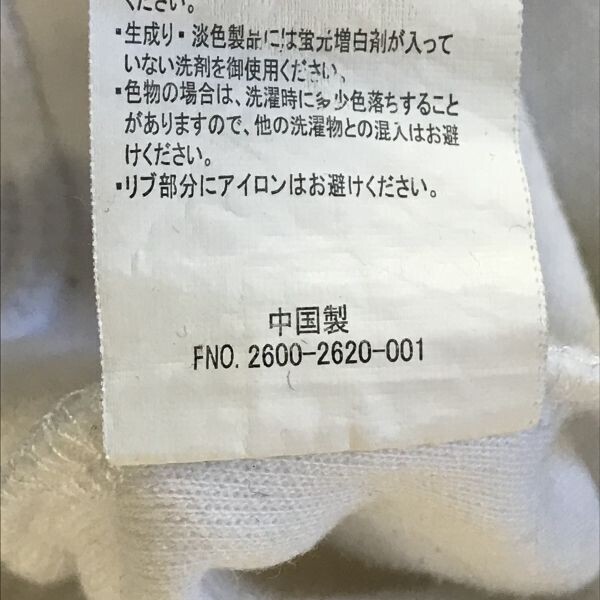 ください。
・生成り・淡色製品には蛍光増白剤が入って
いない洗剤を御使用ください。
・色物の場合は、洗濯時に多少色落ちすること
がありますので、他の洗濯物との混入はお避
けください。
・リブ部分にアイロンはお避けください。
中国製
FNO. 2600-2620-001